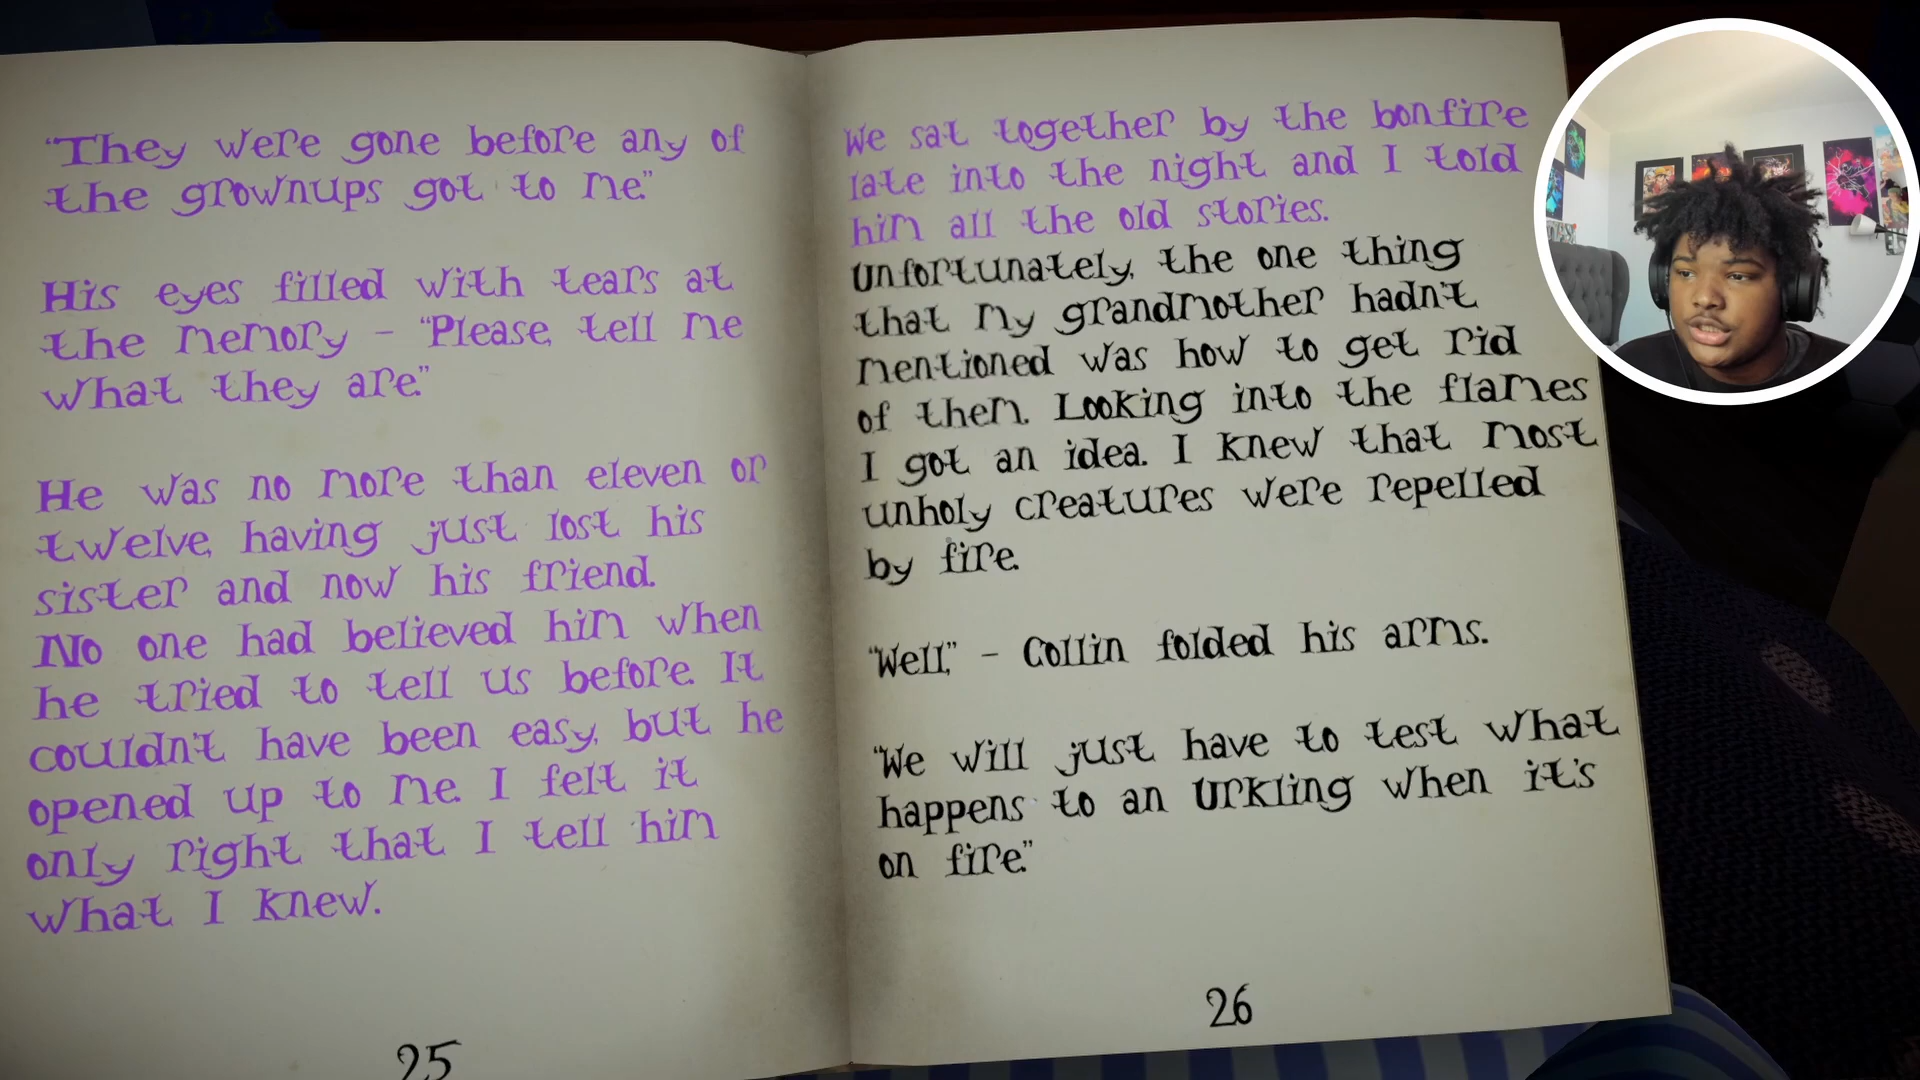 "They were gone before any of
the grownups got to me."
His eyes filled with tears at
the memory - "Please, tell me
what they are."
He was no more than eleven or
twelve, having just lost his
sister and now his friend.
No one had believed him when
he tried to tell us before. It
couldn't have been easy, but he
opened up to me. I felt it
only right that I tell him
what I knew.
25
We sat together by the bonfire
late into the night and I told
him all the old stories.
Unfortunately, the one thing
that my grandmother hadn't
mentioned was how to get rid
of them. Looking into the flames
I got an idea. I knew that most
unholy creatures were repelled
by fire.
"Well," - Collin folded his arms.
"We will just have to test what
happens to an Urkling when it's
on fire."
26